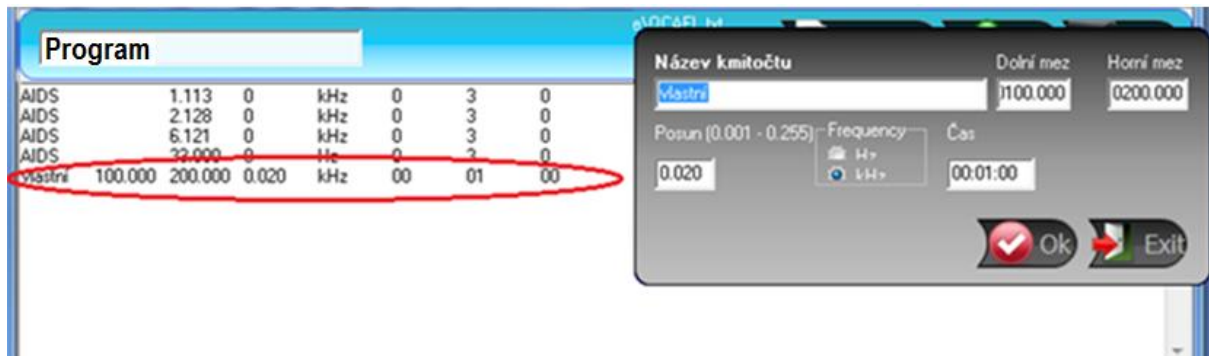 Program
AIDS 1.113 0 kHz 0 3 0
AIDS 2.128 0 kHz 0 3 0
AIDS 6.121 0 kHz 0 3 0
AIDS 33.000 0 Hz 0 3 0
vlastní 100.000 200.000 0.020 kHz 00 01 00
Název kmitočtu Dolní mez Horní mez
vlastní 0100.000 0200.000
Posun (0.001 - 0.255) Frequency Čas
Hz
0.020 kHz 00:01:00
Ok Exit